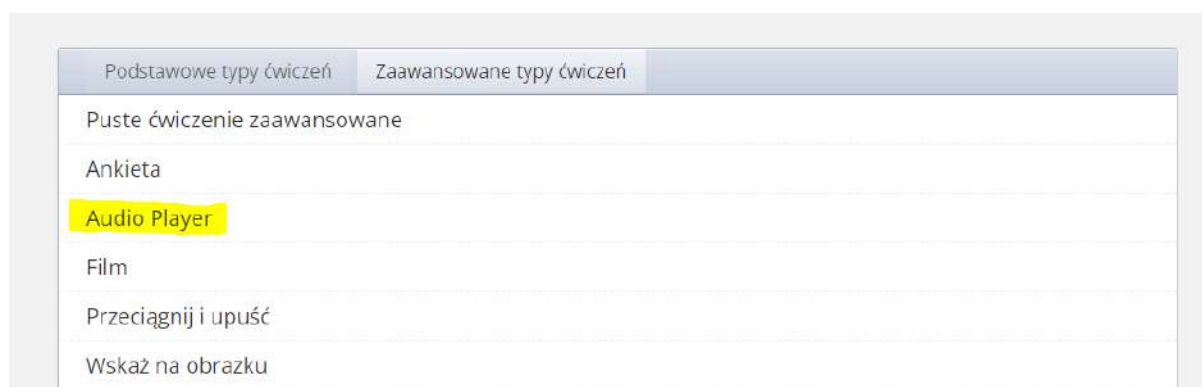 Podstawowe typy ćwiczeń Zaawansowane typy ćwiczeń
Puste ćwiczenie zaawansowane
Ankieta
Audio Player
Film
Przeciągnij i upuść
Wskaż na obrazku